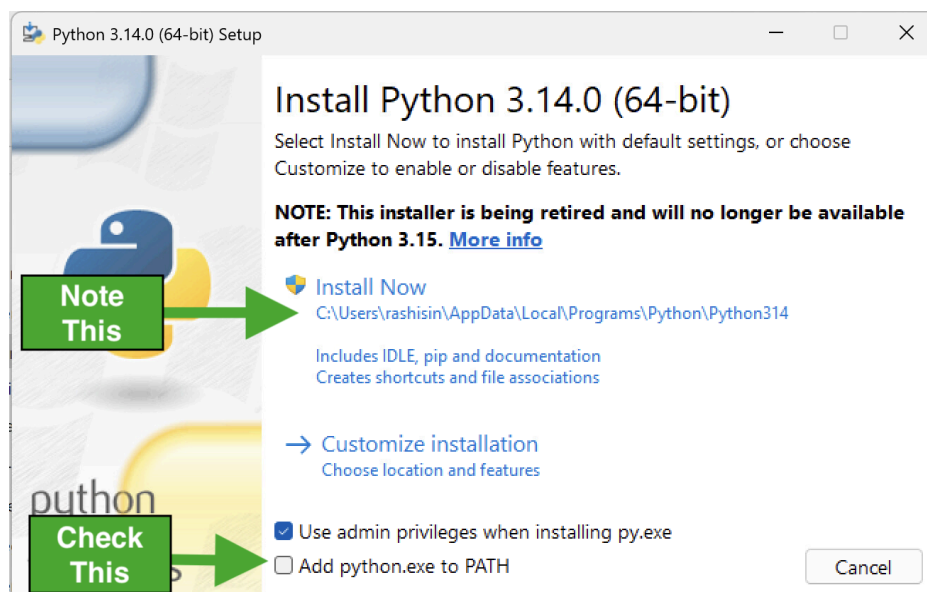 Python 3.14.0 (64-bit) Setup
Install Python 3.14.0 (64-bit)
Select Install Now to install Python with default settings, or choose
Customize to enable or disable features.
NOTE: This installer is being retired and will no longer be available
after Python 3.15. More info
Note
This
Install Now
C:\Users\rashisin\AppData\Local\Programs\Python\Python314
Includes IDLE, pip and documentation
Creates shortcuts and file associations
Customize installation
Choose location and features
python
Check
This
Use admin privileges when installing py.exe
Add python.exe to PATH
Cancel